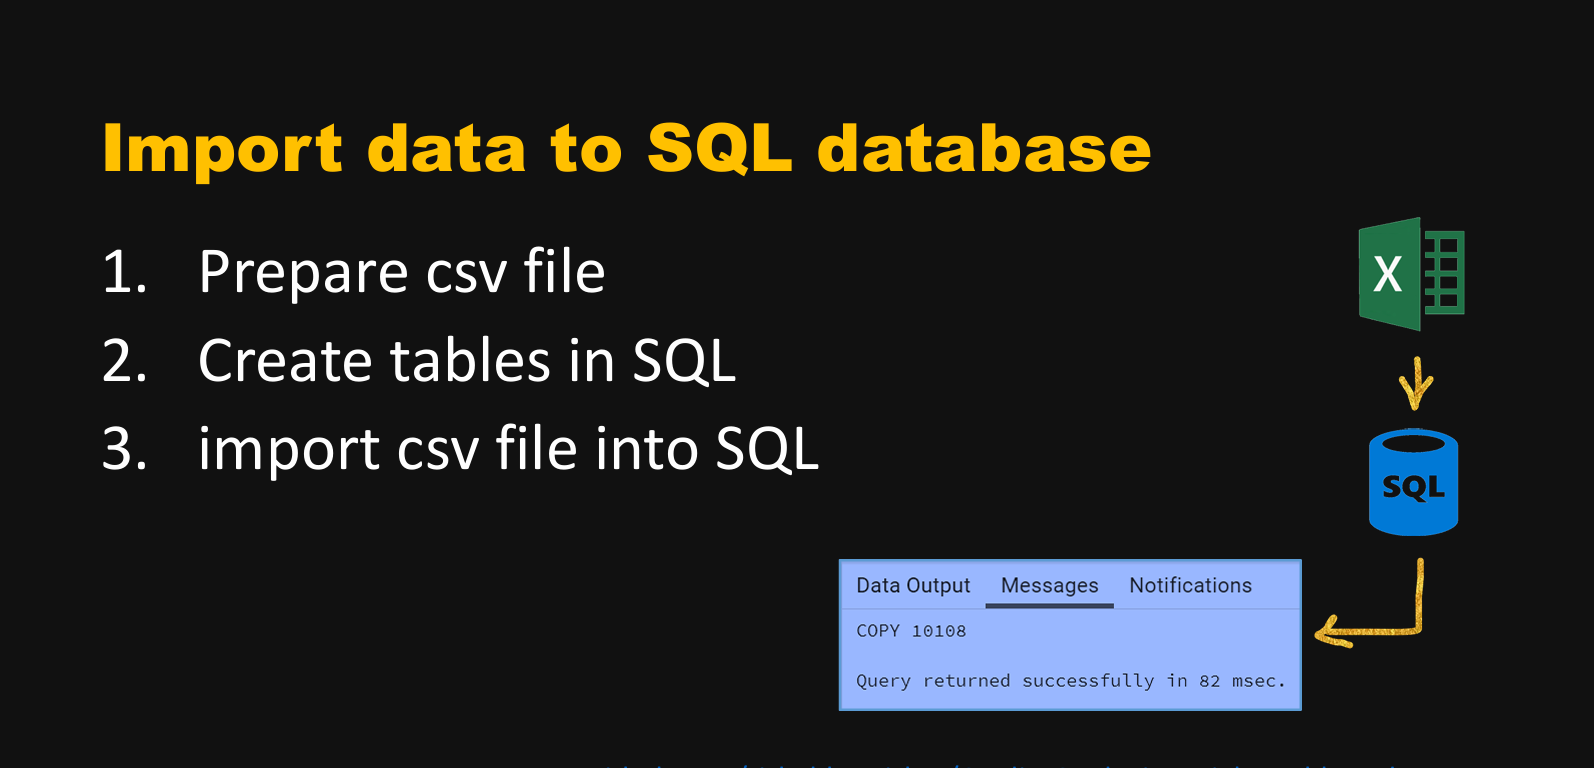 Import data to SQL database
1. Prepare csv file
2. Create tables in SQL
3. import csv file into SQL
X
SQL
Data Output Messages Notifications
COPY 10108
Query returned successfully in 82 msec.